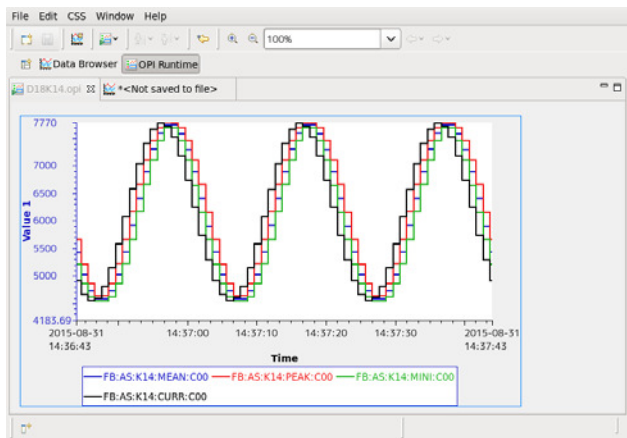 File Edit CSS Window Help
100%
Data Browser OPI Runtime
D18K14.opi *<Not saved to file>
7770
7000
6500
6000
5500
5000
4183.69
Value 1
2015-08-31 14:37:00 14:37:10 14:37:20 14:37:30 2015-08-31
14:36:43 14:37:43
Time
FB:AS:K14:MEAN:C00 FB:AS:K14:PEAK:C00 FB:AS:K14:MINI:C00
FB:AS:K14:CURR:C00